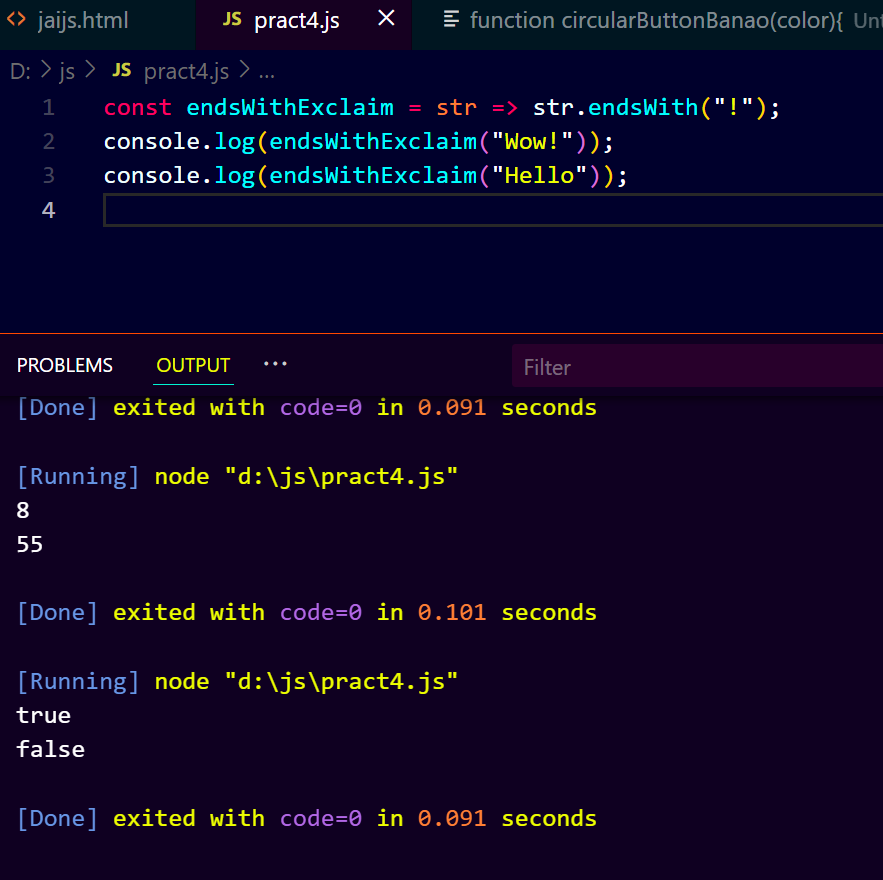 <> jaijs.html JS pract4.js × function circularButtonBanao(color){
D: > js > JS pract4.js > ...
1 const endsWithExclaim = str => str.endsWith("!");
2 console.log(endsWithExclaim("Wow!"));
3 console.log(endsWithExclaim("Hello"));
4
PROBLEMS OUTPUT ... Filter
[Done] exited with code=0 in 0.091 seconds
[Running] node "d:\js\pract4.js"
8
55
[Done] exited with code=0 in 0.101 seconds
[Running] node "d:\js\pract4.js"
true
false
[Done] exited with code=0 in 0.091 seconds